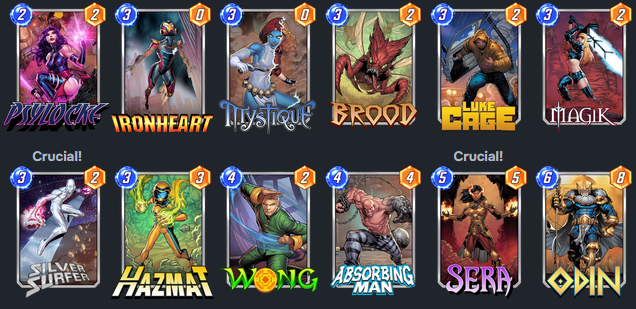 2 2 3 0 3 0 3 2 3 2 3 2
PSYLOCKE IRONHEART MYSTIQUE BROOD LUKE CAGE MAGIK
Crucial! Crucial!
3 2 3 3 4 2 4 4 5 5 6 8
SILVER SURFER HAZMAT WONG ABSORBING MAN SERA ODIN